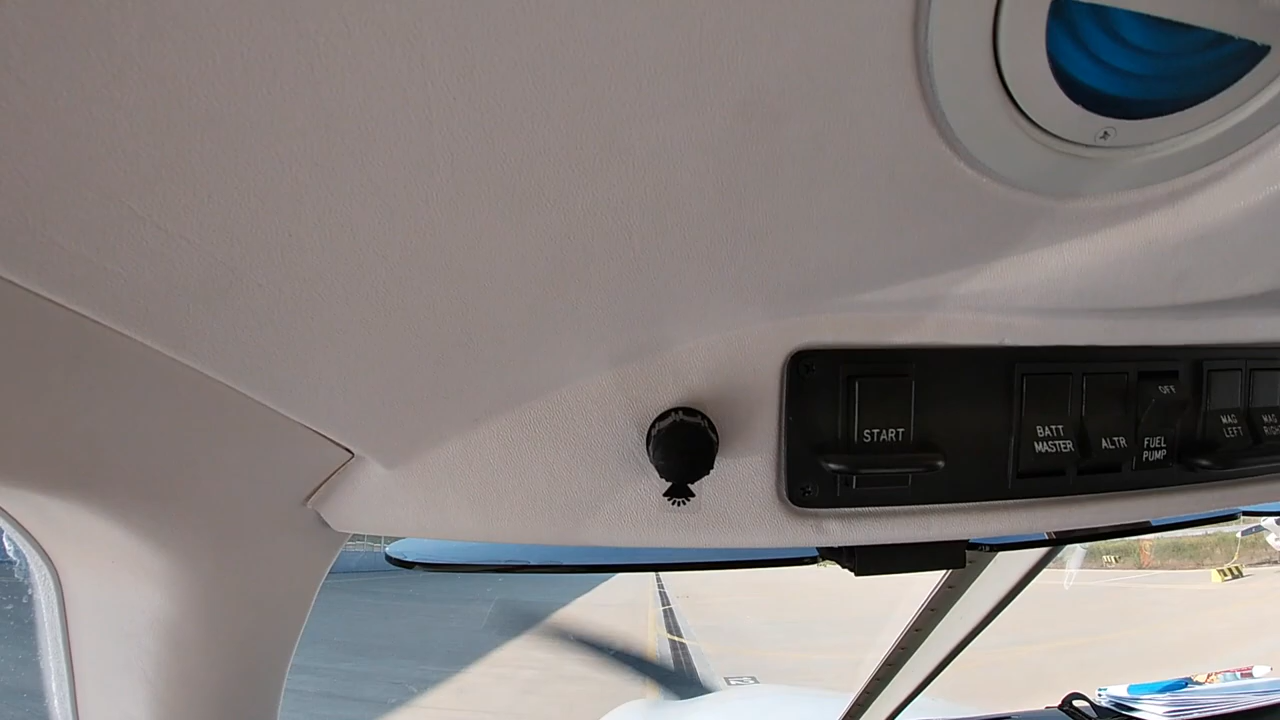 START
BATT
MASTER
ALTR
OFF
FUEL
PUMP
MAG
LEFT
MAG
RIGHT